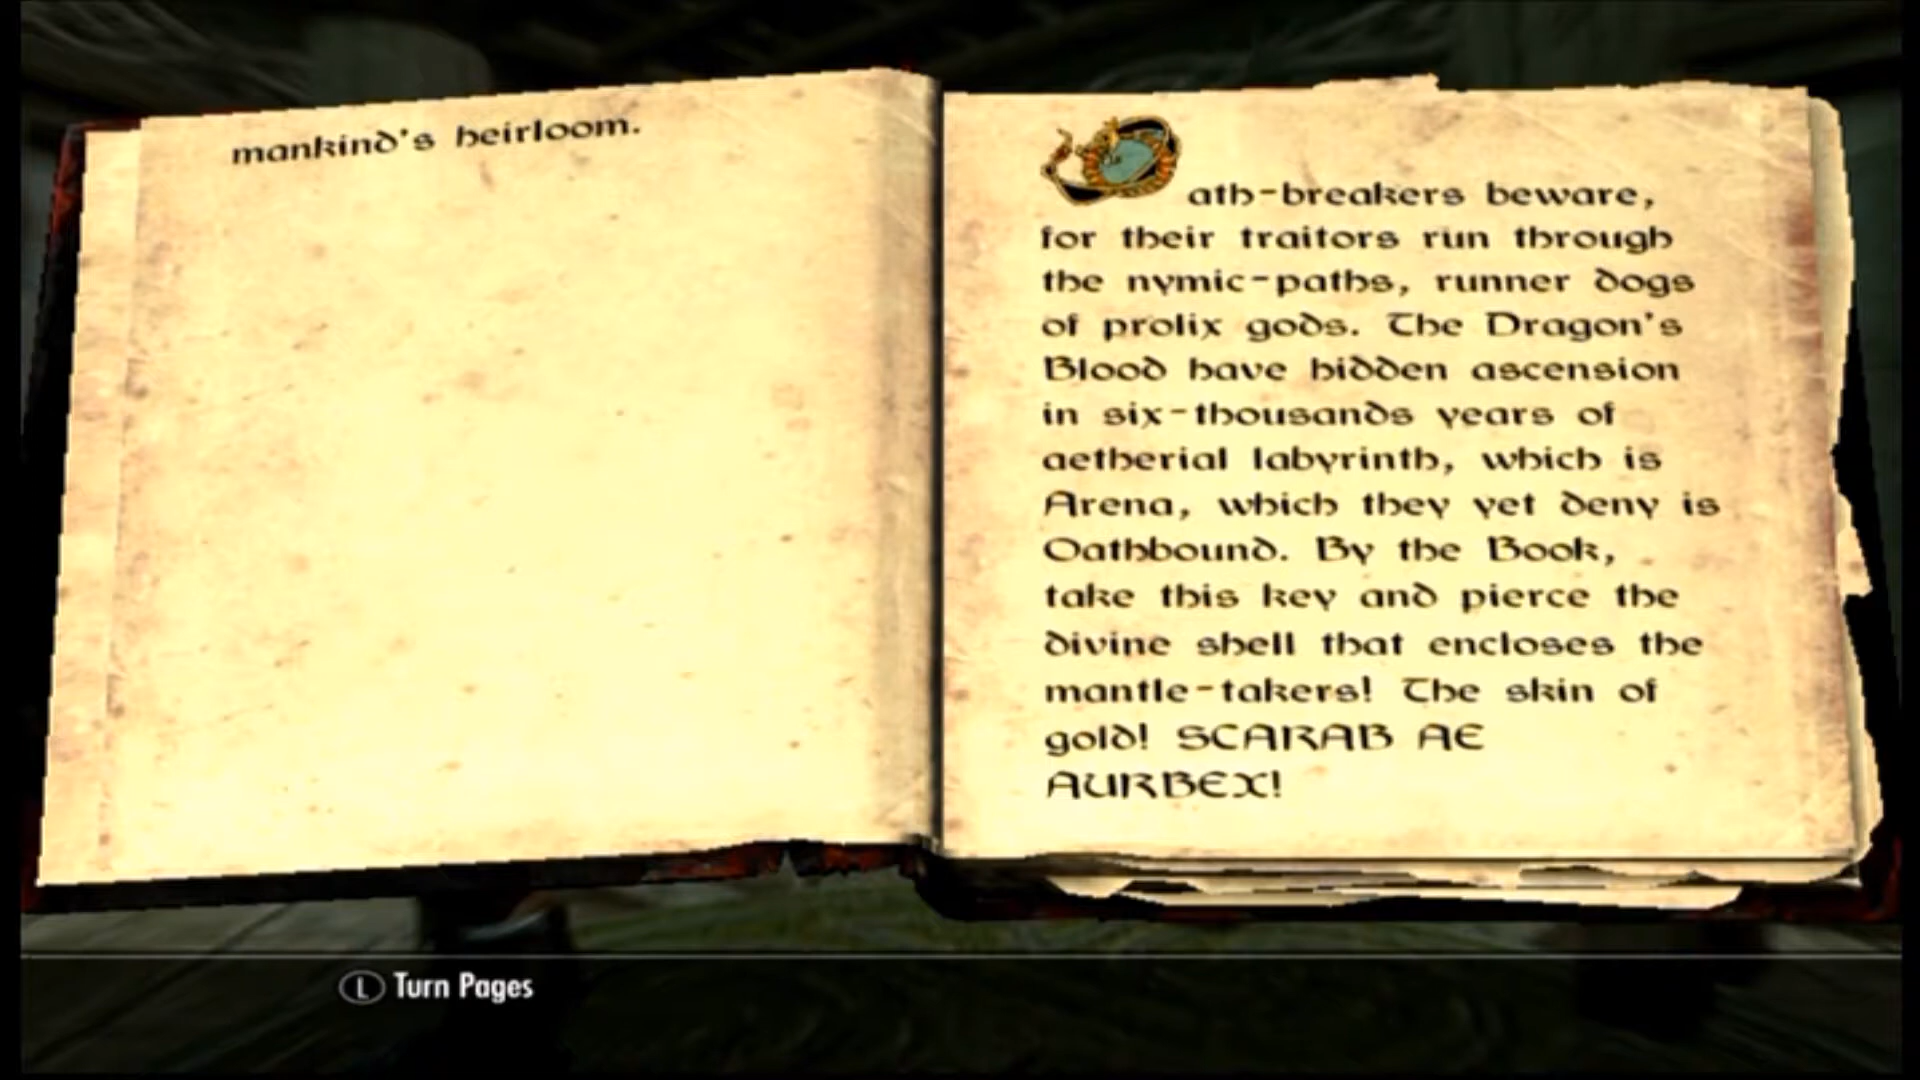 mankind's heirloom.
Oath-breakers beware,
for their traitors run through
the nymic-paths, runner dogs
of prolix gods. The Dragon's
Blood have hidden ascension
in six-thousands years of
aetherial labyrinth, which is
Arena, which they yet deny is
Oathbound. By the Book,
take this key and pierce the
divine shell that encloses the
mantle-takers! The skin of
gold! SCARAB AE
AURBEX!
L Turn Pages